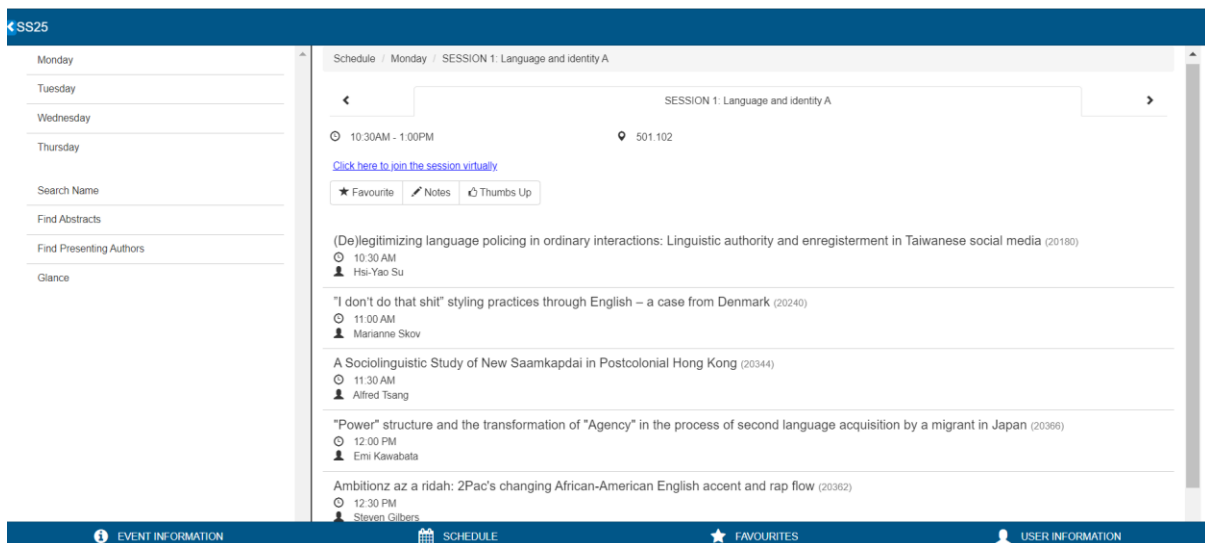 SS25
Monday
Tuesday
Wednesday
Thursday
Search Name
Find Abstracts
Find Presenting Authors
Glance
Schedule / Monday / SESSION 1: Language and identity A
SESSION 1: Language and identity A
10:30AM - 1:00PM 501.102
Click here to join the session virtually
Favourite Notes Thumbs Up
(De)legitimizing language policing in ordinary interactions: Linguistic authority and enregisterment in Taiwanese social media (20180)
10:30 AM
Hsi-Yao Su
"I don't do that shit" styling practices through English – a case from Denmark (20240)
11:00 AM
Marianne Skov
A Sociolinguistic Study of New Saamkapdai in Postcolonial Hong Kong (20344)
11:30 AM
Alfred Tsang
"Power" structure and the transformation of "Agency" in the process of second language acquisition by a migrant in Japan (20366)
12:00 PM
Emi Kawabata
Ambitionz az a ridah: 2Pac's changing African-American English accent and rap flow (20362)
12:30 PM
Steven Gilbers
EVENT INFORMATION SCHEDULE FAVOURITES USER INFORMATION